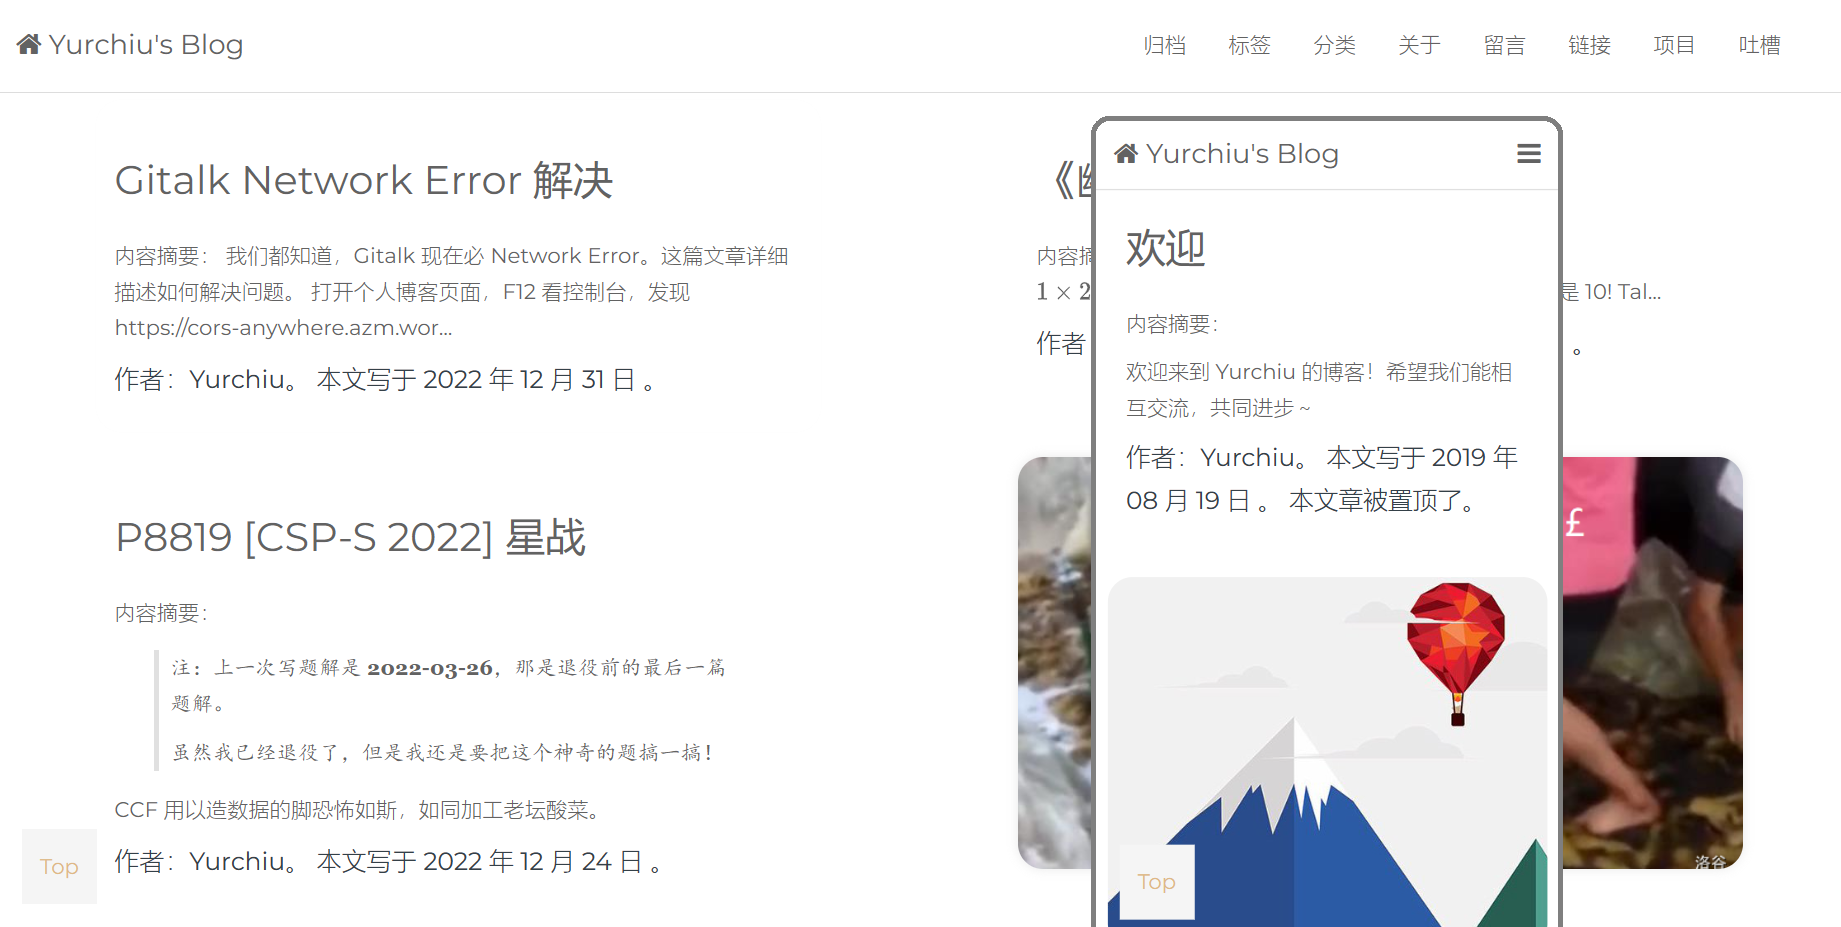 Yurchiu's Blog
归档 标签 分类 关于 留言 链接 项目 吐槽
Gitalk Network Error 解决
内容摘要： 我们都知道，Gitalk 现在必 Network Error。这篇文章详细
描述如何解决问题。 打开个人博客页面，F12 看控制台，发现
https://cors-anywhere.azm.wor...
作者：Yurchiu。 本文写于 2022 年 12 月 31 日 。
P8819 [CSP-S 2022] 星战
内容摘要：
注：上一次写题解是 2022-03-26，那是退役前的最后一篇
题解。
虽然我已经退役了，但是我还是要把这个神奇的题搞一搞！
CCF 用以造数据的脚恐怖如斯，如同加工老坛酸菜。
作者：Yurchiu。 本文写于 2022 年 12 月 24 日 。
Top
《
内容
1 × 2
是 10! Tal...
作者
。
£
洛谷
Yurchiu's Blog
欢迎
内容摘要：
欢迎来到 Yurchiu 的博客！希望我们能相
互交流，共同进步 ~
作者：Yurchiu。 本文写于 2019 年
08 月 19 日 。 本文章被置顶了。
Top